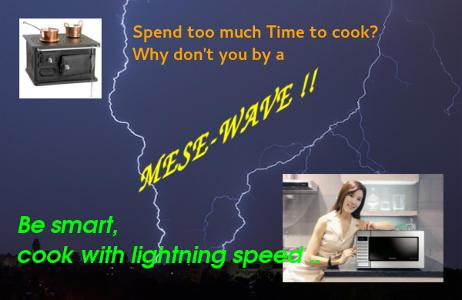 Spend too much Time to cook?
Why don't you by a
MESE-WAVE !!
Be smart,
cook with lightning speed ...